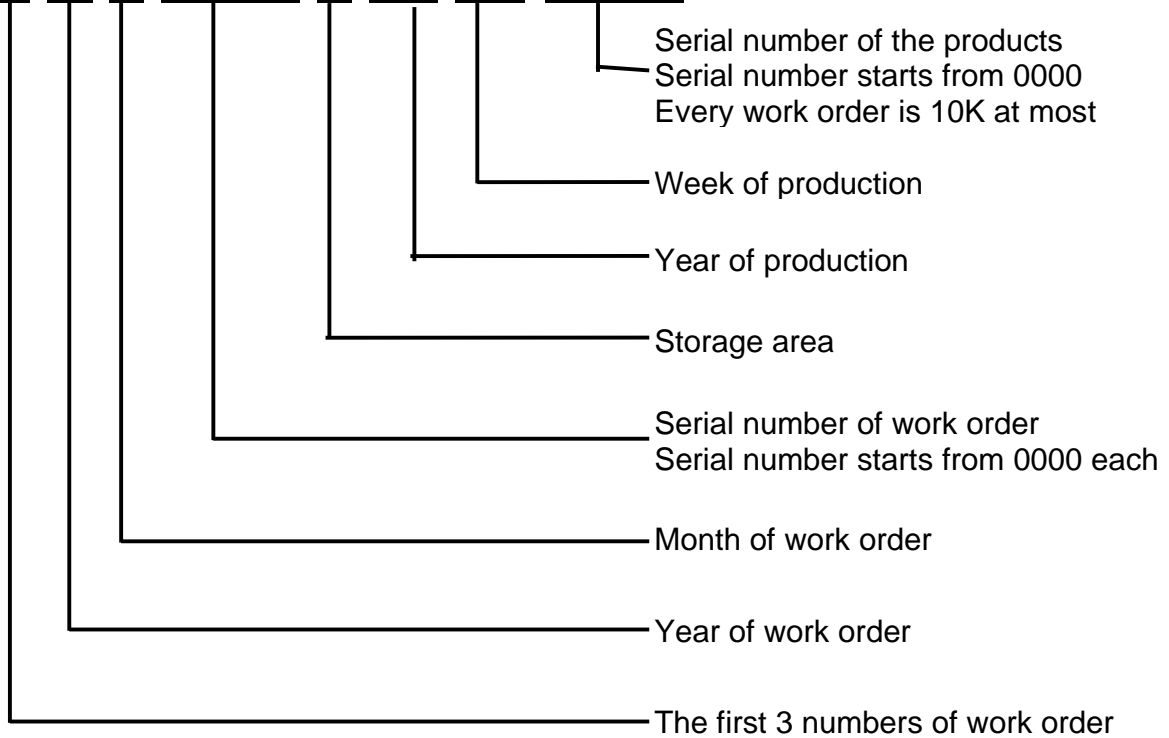 Serial number of the products
Serial number starts from 0000
Every work order is 10K at most
Week of production
Year of production
Storage area
Serial number of work order
Serial number starts from 0000 each
Month of work order
Year of work order
The first 3 numbers of work order